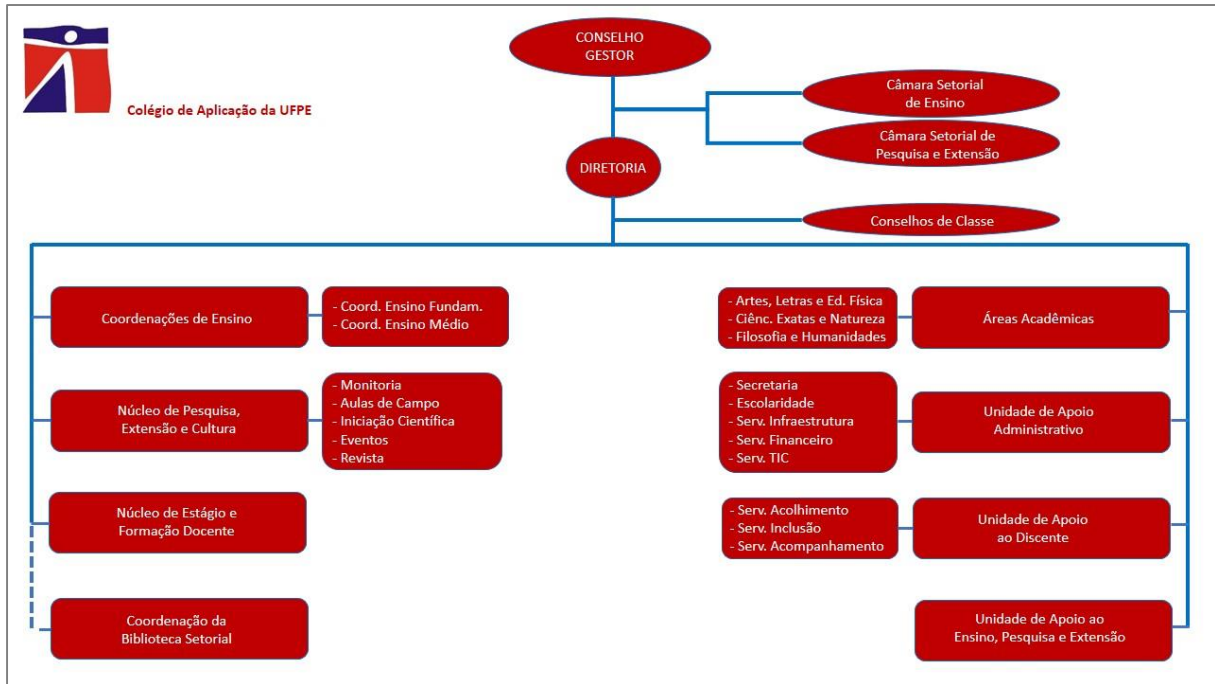 CONSELHO
GESTOR
Colégio de Aplicação da UFPE
Câmara Setorial
de Ensino
Câmara Setorial de
Pesquisa e Extensão
DIRETORIA
Conselhos de Classe
Coordenações de Ensino
- Coord. Ensino Fundam.
- Coord. Ensino Médio
- Artes, Letras e Ed. Física
- Ciênc. Exatas e Natureza
- Filosofia e Humanidades
Áreas Acadêmicas
Núcleo de Pesquisa,
Extensão e Cultura
- Monitoria
- Aulas de Campo
- Iniciação Científica
- Eventos
- Revista
- Secretaria
- Escolaridade
- Serv. Infraestrutura
- Serv. Financeiro
- Serv. TIC
Unidade de Apoio
Administrativo
Núcleo de Estágio e
Formação Docente
- Serv. Acolhimento
- Serv. Inclusão
- Serv. Acompanhamento
Unidade de Apoio
ao Discente
Coordenação da
Biblioteca Setorial
Unidade de Apoio ao
Ensino, Pesquisa e Extensão